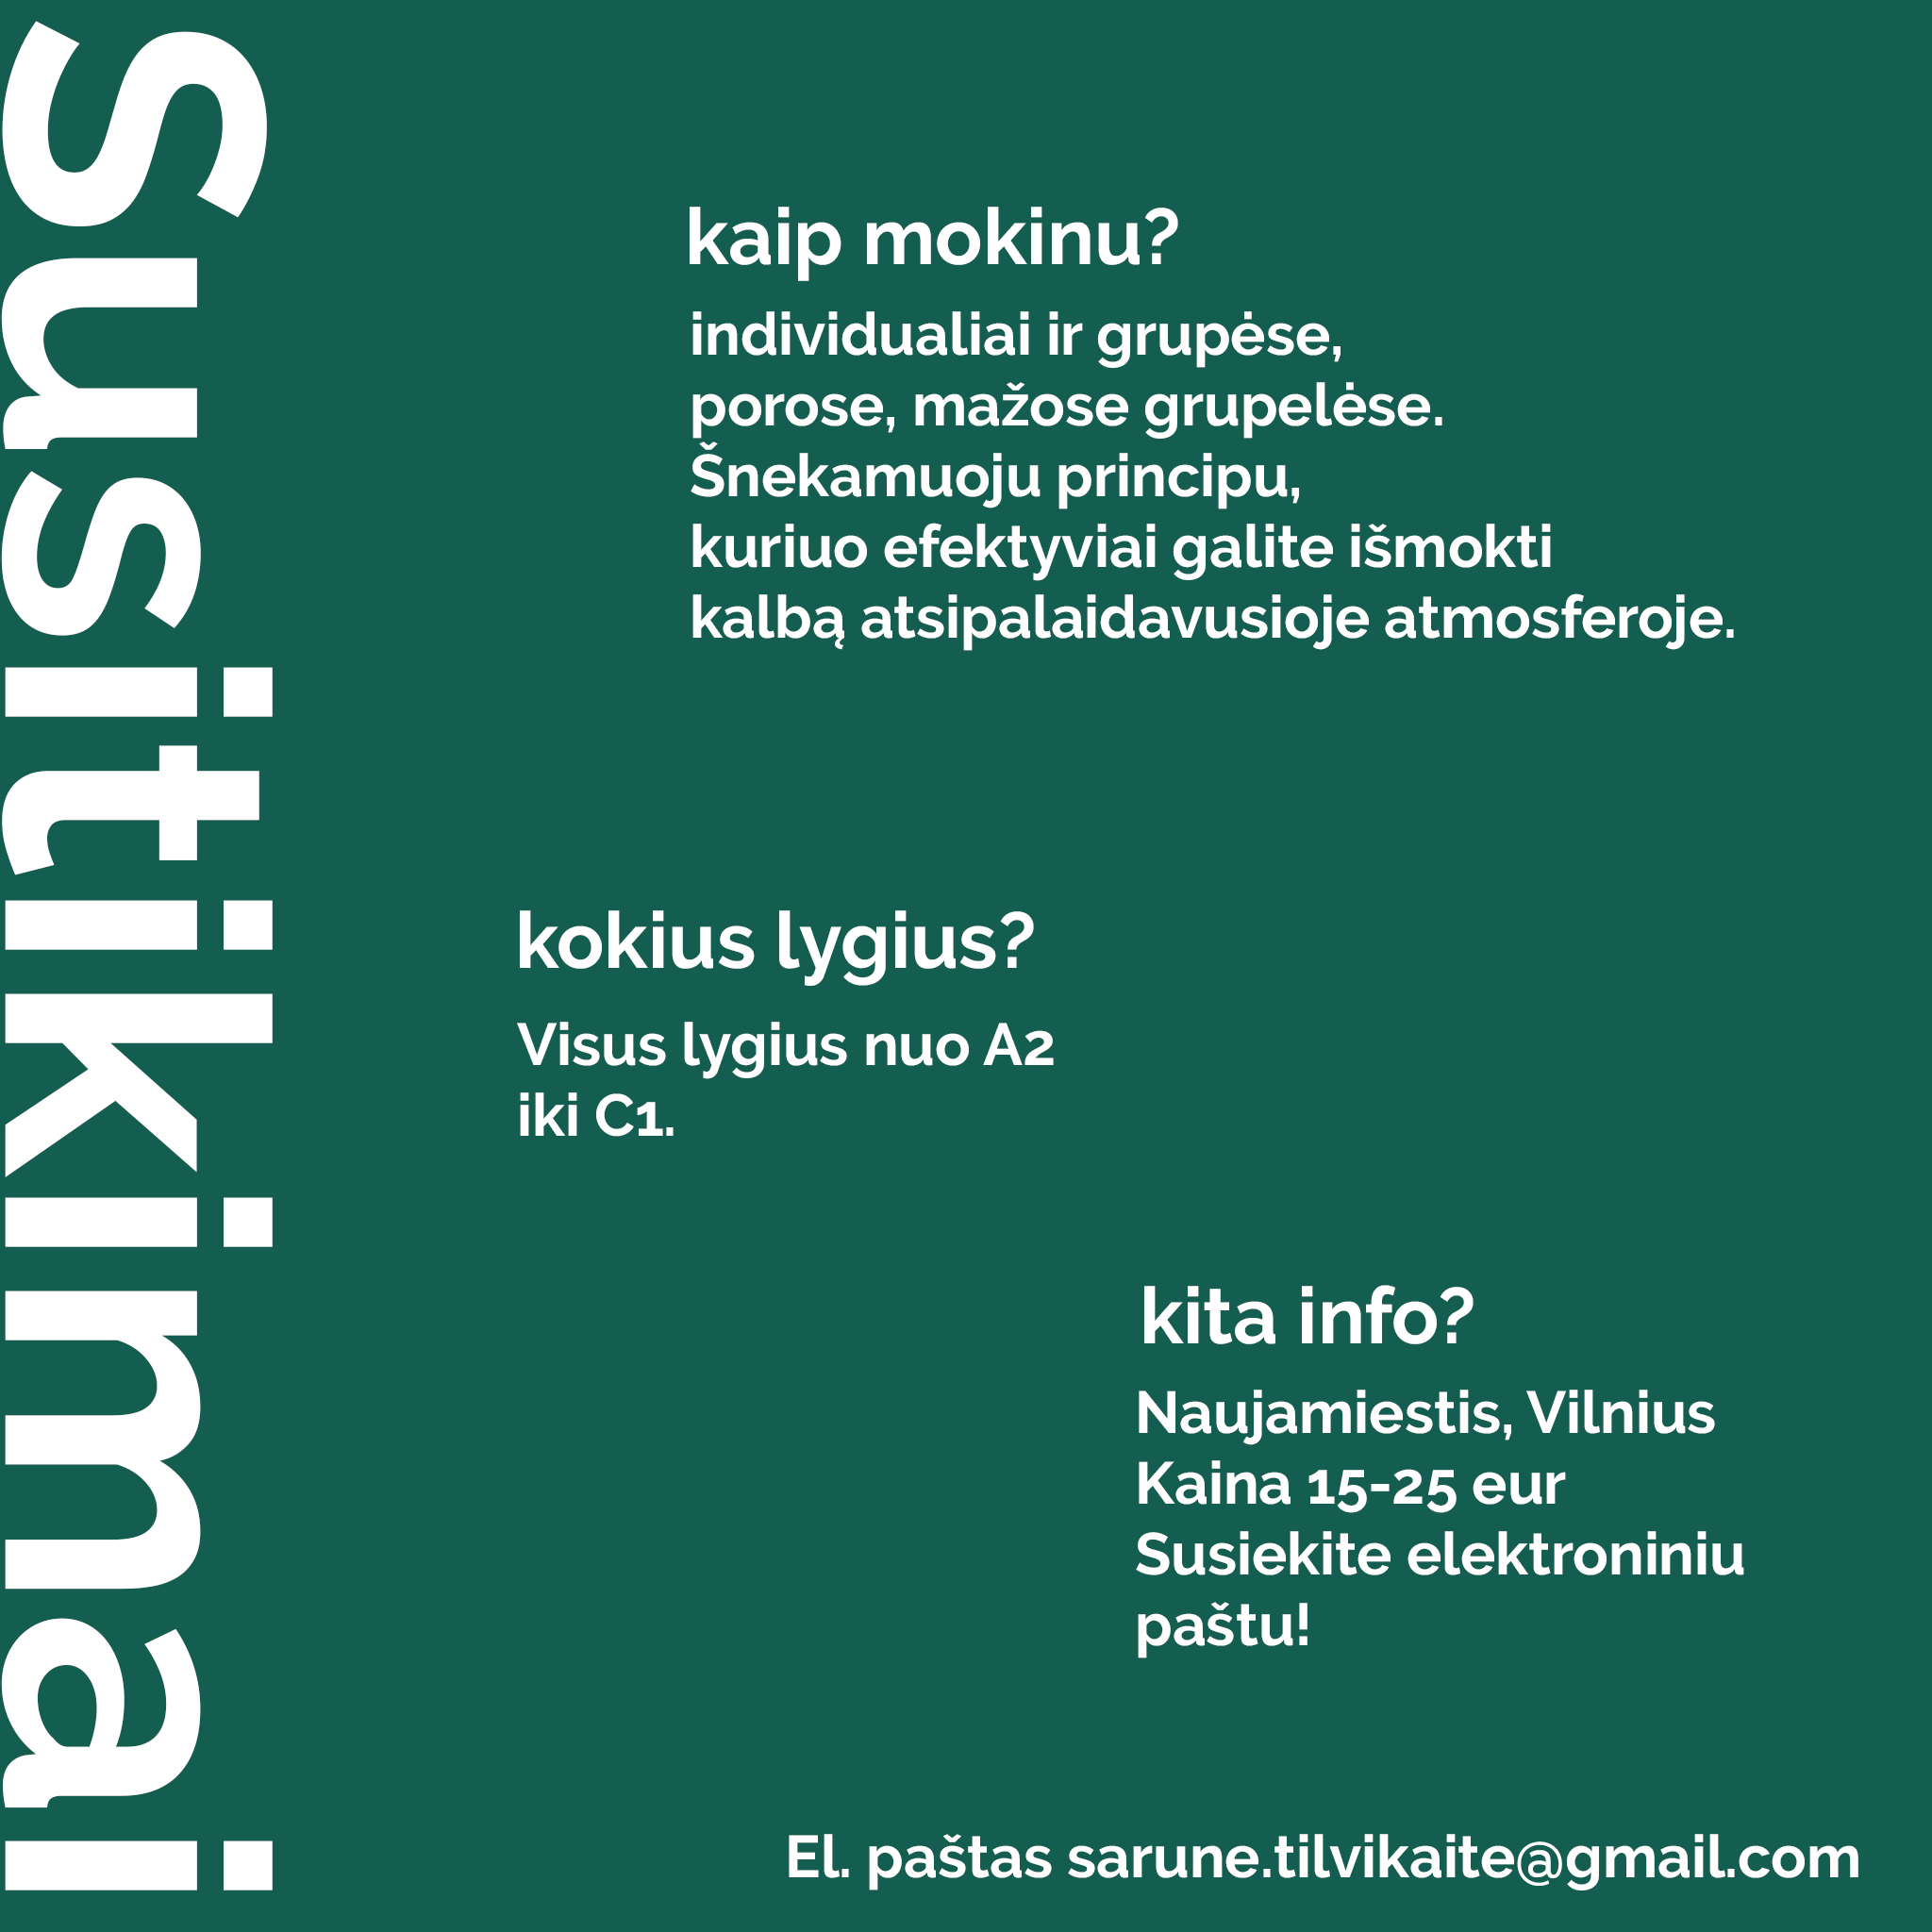 Susitikimai
kaip mokinu?
individualiai ir grupėse,
porose, mažose grupelėse.
Šnekamuoju principu,
kuriuo efektyviai galite išmokti
kalbą atsipalaidavusioje atmosferoje.
kokius lygius?
Visus lygius nuo A2
iki C1.
kita info?
Naujamiestis, Vilnius
Kaina 15-25 eur
Susiekite elektroniniu
paštu!
El. paštas sarune.tilvikaite@gmail.com